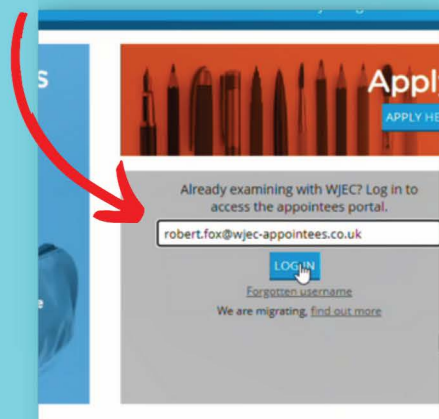 Appl
APPLY HE
Already examining with WJEC? Log in to
access the appointees portal.
robert.fox@wjec-appointees.co.uk
LOG IN
Forgotten username
We are migrating, find out more